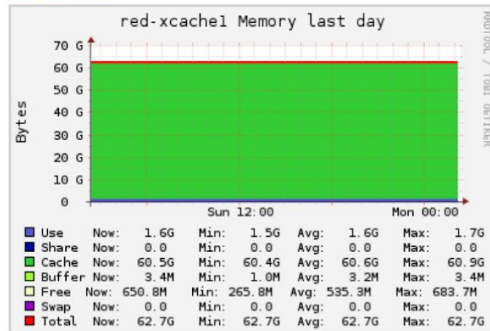 red-xcache1 Memory last day
RRDTOOL / TOBI OETIKER
Bytes
70 G
60 G
50 G
40 G
30 G
20 G
10 G
0
Sun 12:00 Mon 00:00
Use Now: 1.6G Min: 1.5G Avg: 1.6G Max: 1.7G
Share Now: 0.0 Min: 0.0 Avg: 0.0 Max: 0.0
Cache Now: 60.5G Min: 60.4G Avg: 60.6G Max: 60.9G
Buffer Now: 3.4M Min: 1.0M Avg: 3.2M Max: 3.4M
Free Now: 650.8M Min: 265.8M Avg: 535.3M Max: 683.7M
Swap Now: 0.0 Min: 0.0 Avg: 0.0 Max: 0.0
Total Now: 62.7G Min: 62.7G Avg: 62.7G Max: 62.7G